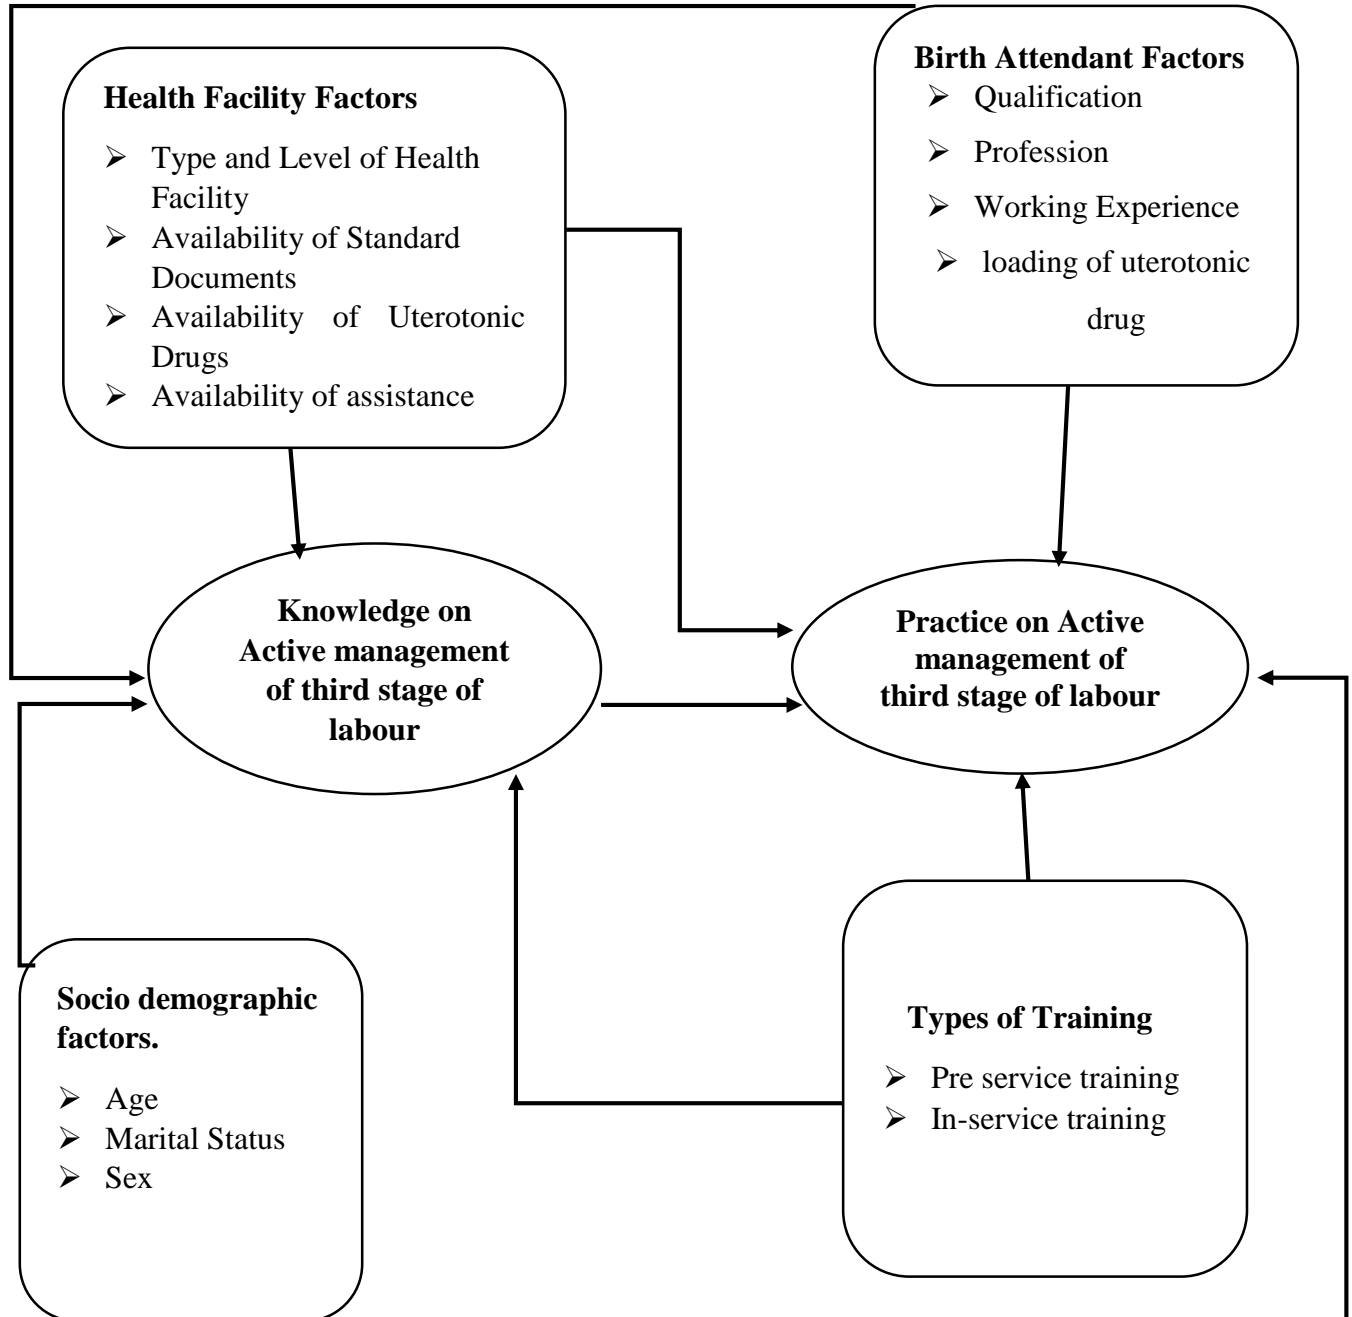 Health Facility Factors
➢ Type and Level of Health
Facility
➢ Availability of Standard
Documents
➢ Availability of Uterotonic
Drugs
➢ Availability of assistance
Birth Attendant Factors
➢ Qualification
➢ Profession
➢ Working Experience
➢ loading of uterotonic
drug
Knowledge on
Active management
of third stage of
labour
Practice on Active
management of
third stage of labour
Socio demographic
factors.
➢ Age
➢ Marital Status
➢ Sex
Types of Training
➢ Pre service training
➢ In-service training